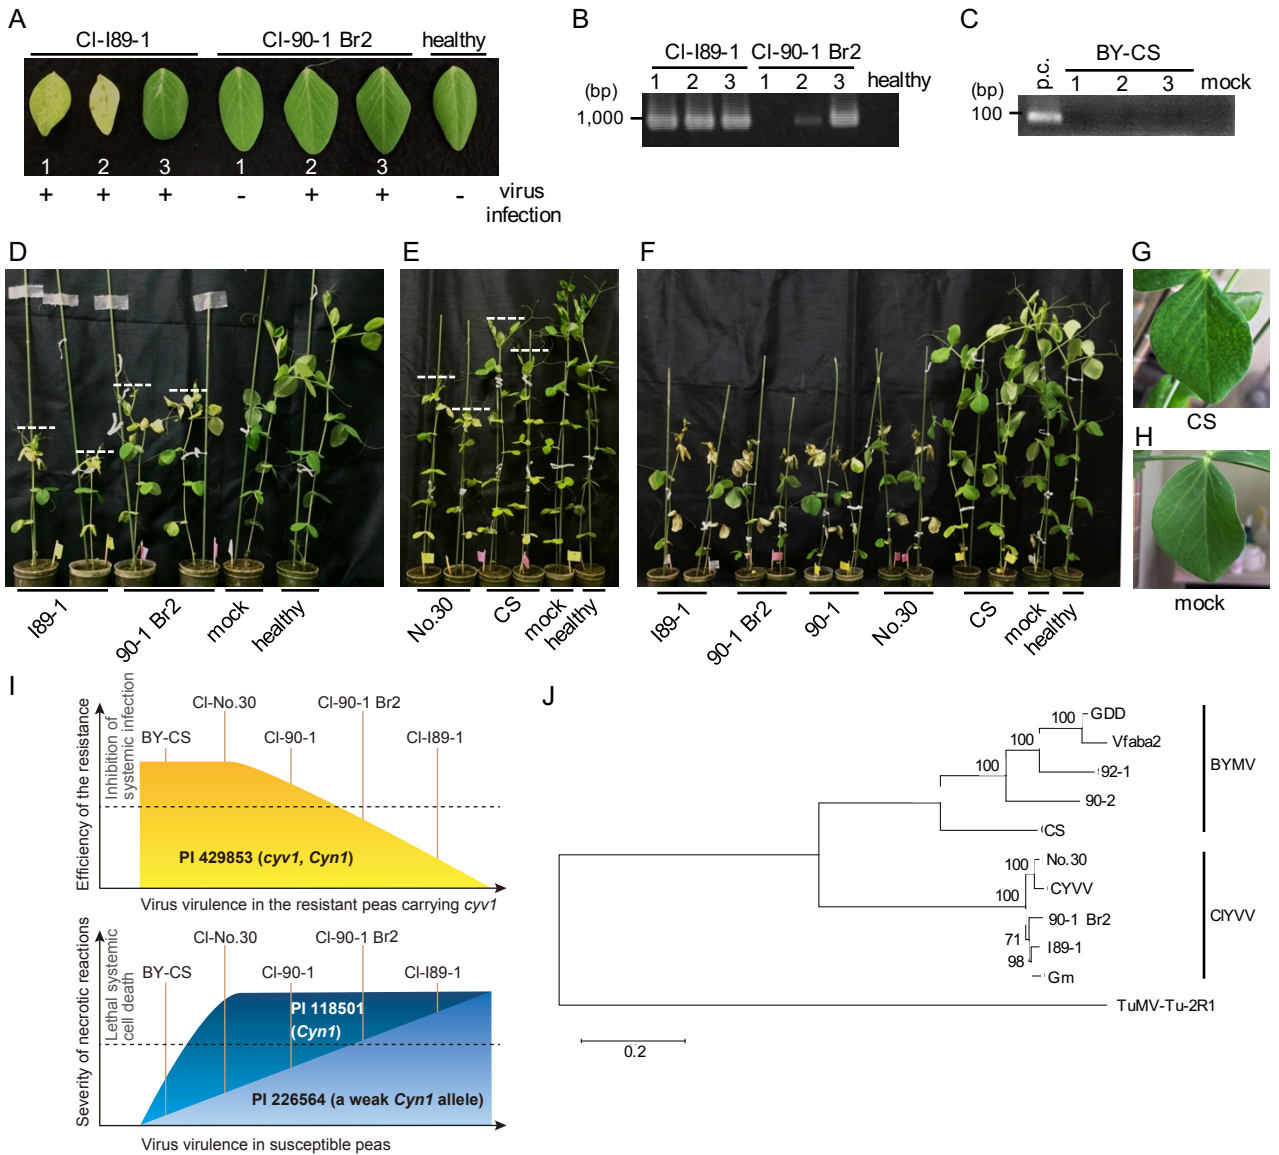 A
Cl-I89-1
Cl-90-1 Br2
healthy
1 2 3 1 2 3
+ + + - + + -
virus
infection
B
Cl-I89-1 Cl-90-1 Br2
1 2 3 1 2 3 healthy
(bp)
1,000
C
p.c.
BY-CS
1 2 3 mock
(bp)
100
D
I89-1
90-1 Br2
mock
healthy
E
No.30
CS
mock
healthy
F
I89-1
90-1 Br2
90-1
No.30
CS
mock
healthy
G
CS
H
mock
I
Efficiency of the resistance
Inhibition of
systemic infection
Cl-No.30
Cl-90-1 Br2
BY-CS
Cl-90-1
Cl-I89-1
PI 429853 (cyv1, Cyn1)
Virus virulence in the resistant peas carrying cyv1
Severity of necrotic reactions
Lethal systemic
cell death
Cl-No.30
Cl-90-1 Br2
BY-CS
Cl-90-1
Cl-I89-1
PI 118501
(Cyn1)
PI 226564 (a weak Cyn1 allele)
Virus virulence in susceptible peas
J
100
GDD
Vfaba2
100
92-1
100
90-2
CS
BYMV
100
No.30
CYVV
100
90-1 Br2
71
I89-1
98
Gm
ClYVV
TuMV-Tu-2R1
0.2